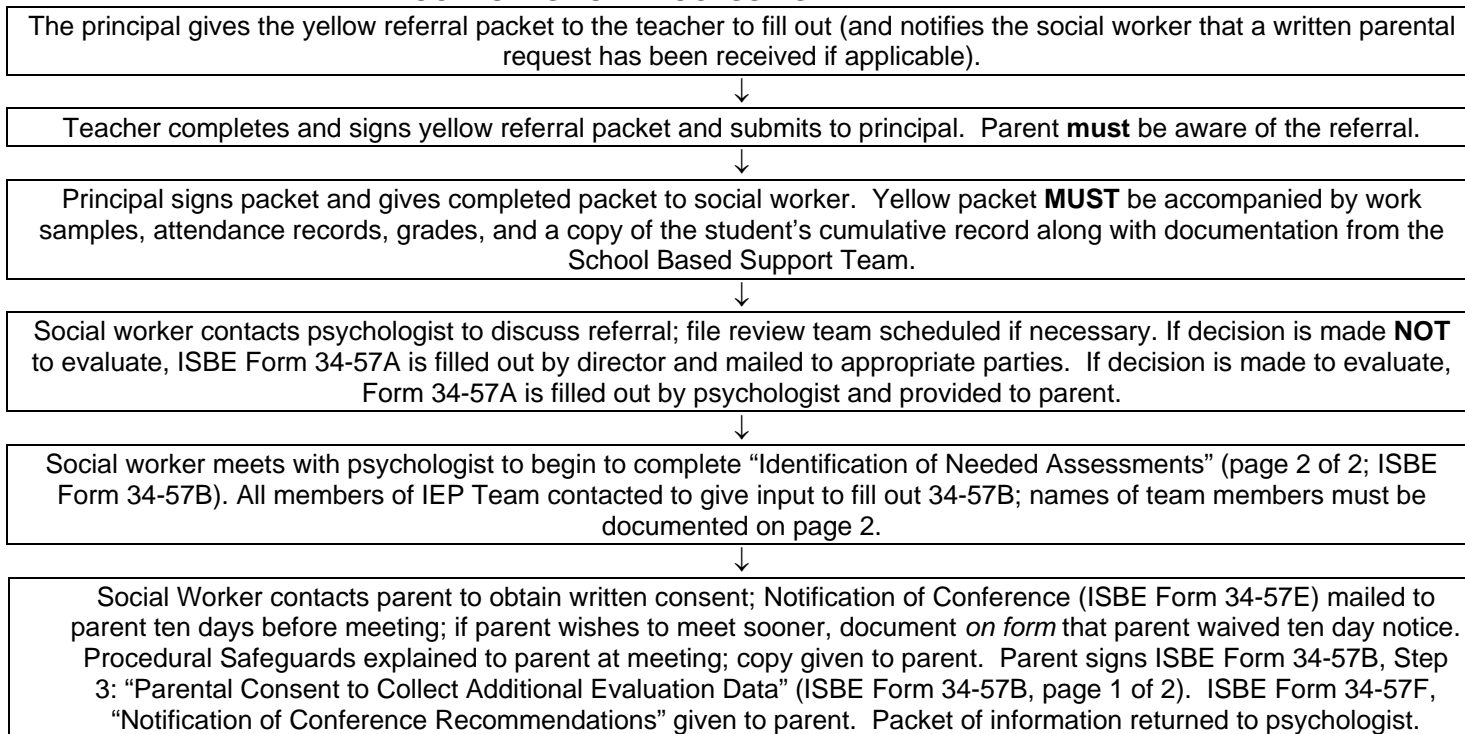 The principal gives the yellow referral packet to the teacher to fill out (and notifies the social worker that a written parental
request has been received if applicable).
↓
Teacher completes and signs yellow referral packet and submits to principal.  Parent must be aware of the referral.
↓
Principal signs packet and gives completed packet to social worker.  Yellow packet MUST be accompanied by work
samples, attendance records, grades, and a copy of the student’s cumulative record along with documentation from the
School Based Support Team.
↓
Social worker contacts psychologist to discuss referral; file review team scheduled if necessary. If decision is made NOT
to evaluate, ISBE Form 34-57A is filled out by director and mailed to appropriate parties.  If decision is made to evaluate,
Form 34-57A is filled out by psychologist and provided to parent.
↓
Social worker meets with psychologist to begin to complete “Identification of Needed Assessments” (page 2 of 2; ISBE
Form 34-57B). All members of IEP Team contacted to give input to fill out 34-57B; names of team members must be
documented on page 2.
↓
Social Worker contacts parent to obtain written consent; Notification of Conference (ISBE Form 34-57E) mailed to
parent ten days before meeting; if parent wishes to meet sooner, document on form that parent waived ten day notice.
Procedural Safeguards explained to parent at meeting; copy given to parent.  Parent signs ISBE Form 34-57B, Step
3: “Parental Consent to Collect Additional Evaluation Data” (ISBE Form 34-57B, page 1 of 2).  ISBE Form 34-57F,
“Notification of Conference Recommendations” given to parent.  Packet of information returned to psychologist.